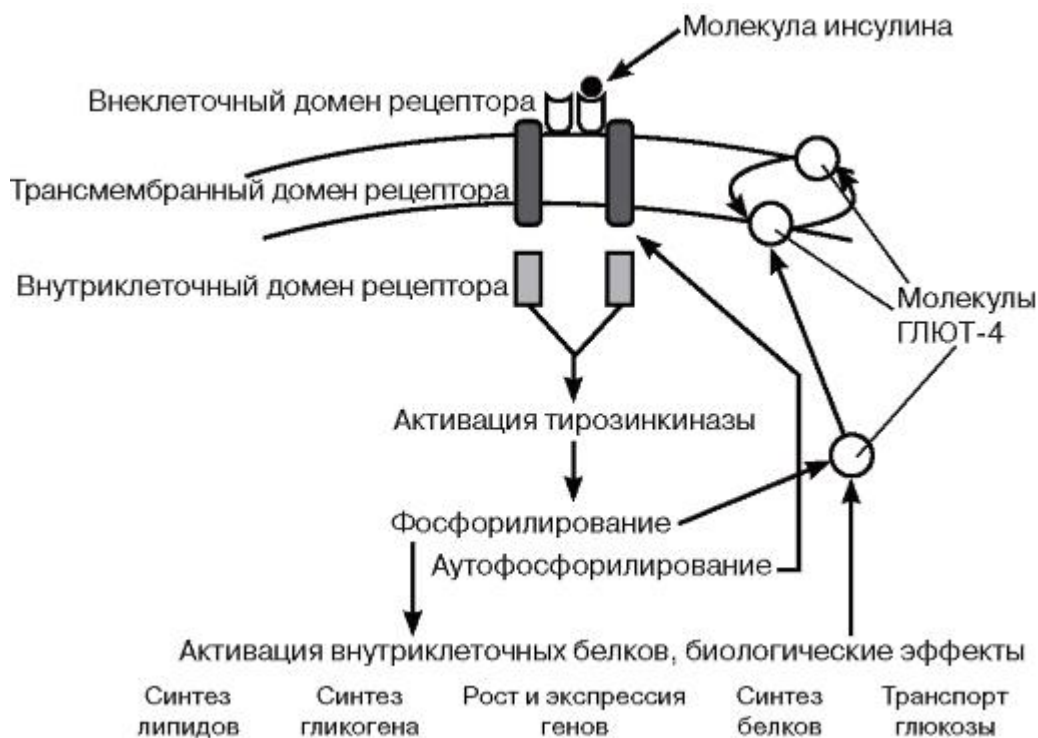 Молекула инсулина
Внеклеточный домен рецептора
Трансмембранный домен рецептора
Внутриклеточный домен рецептора
Молекулы
ГЛЮТ-4
Активация тирозинкиназы
Фосфорилирование
Аутофосфорилирование
Активация внутриклеточных белков, биологические эффекты
Синтез
липидов
Синтез
гликогена
Рост и экспрессия
генов
Синтез
белков
Транспорт
глюкозы